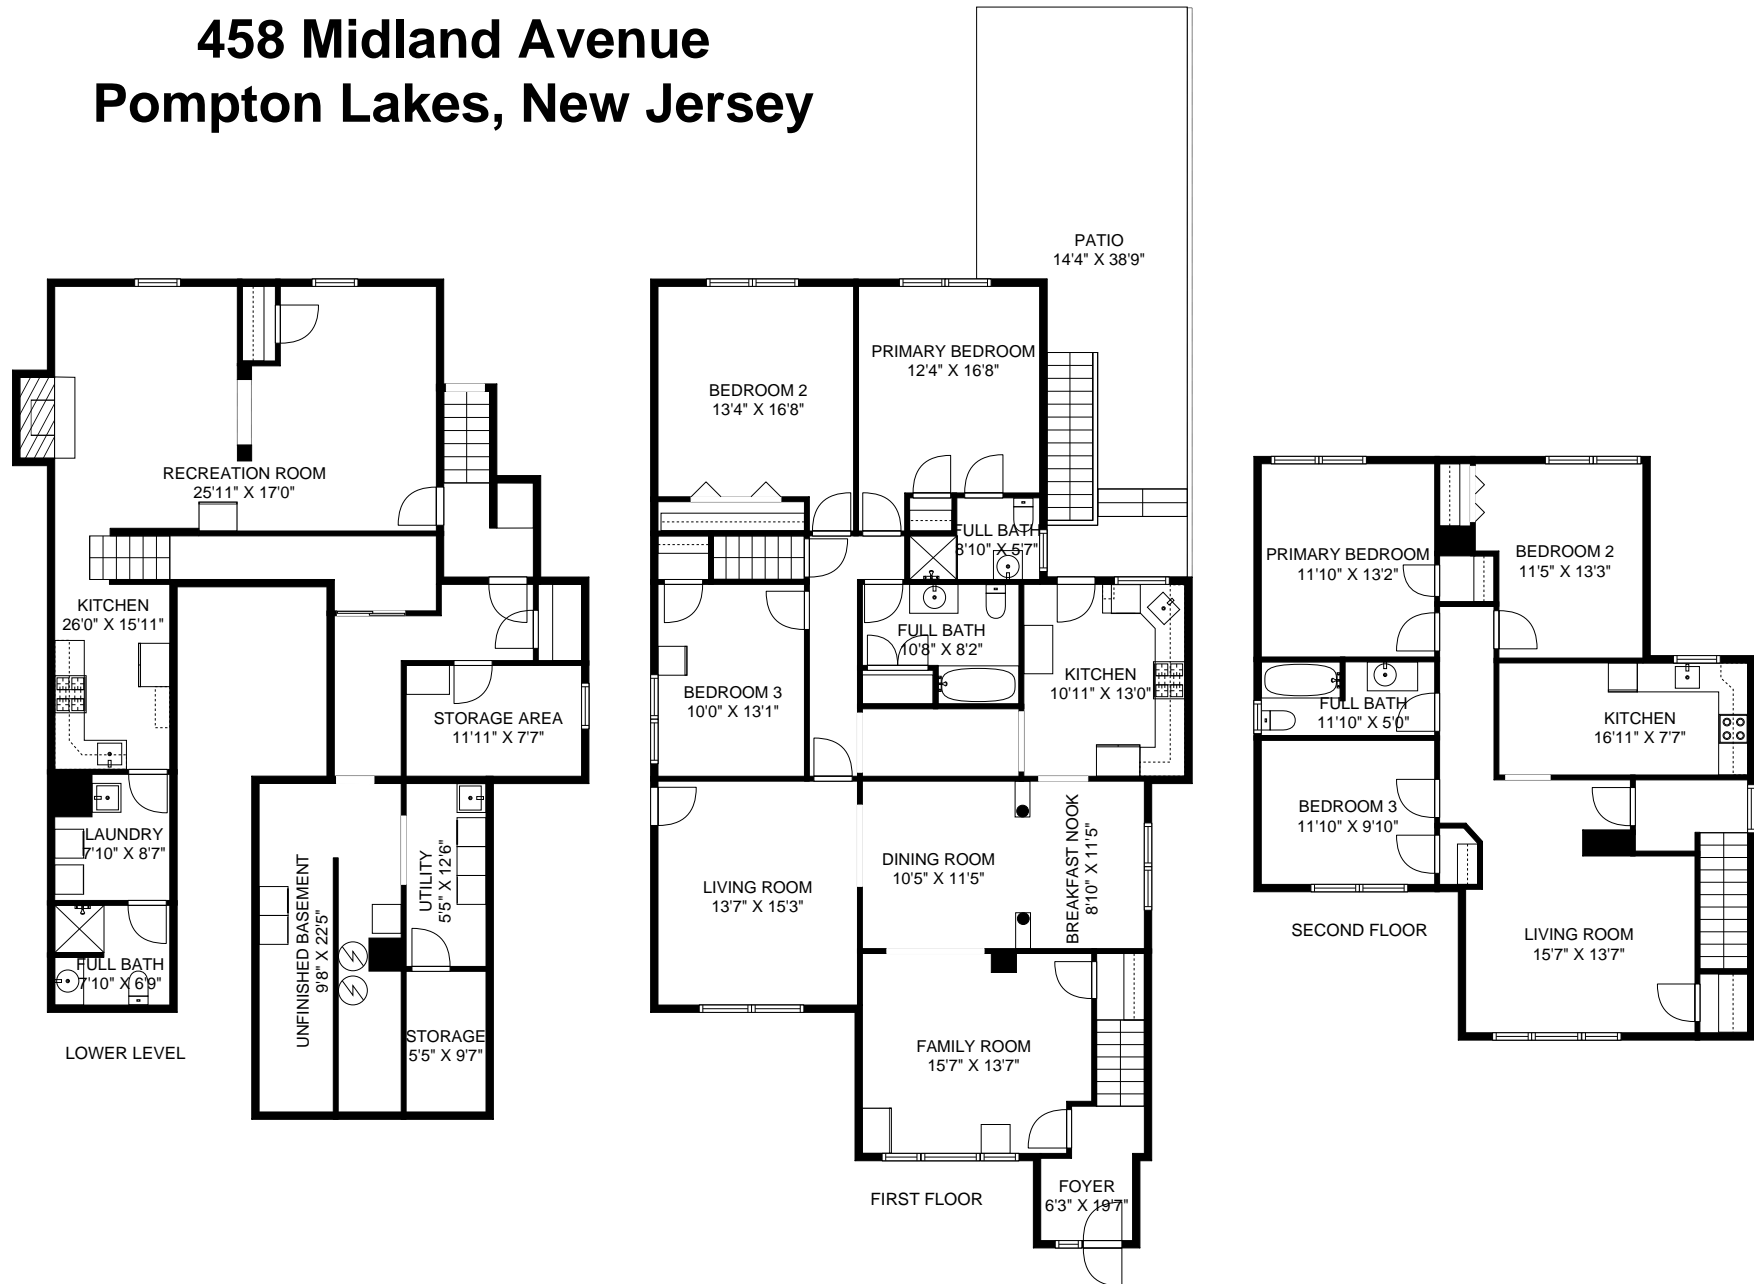 458 Midland Avenue
Pompton Lakes, New Jersey
RECREATION ROOM
25'11" X 17'0"
KITCHEN
26'0" X 15'11"
LAUNDRY
7'10" X 8'7"
FULL BATH
7'10" X 6'9"
STORAGE AREA
11'11" X 7'7"
UNFINISHED BASEMENT
9'8" X 22'5"
UTILITY
5'5" X 12'6"
STORAGE
5'5" X 9'7"
LOWER LEVEL
PATIO
14'4" X 38'9"
BEDROOM 2
13'4" X 16'8"
PRIMARY BEDROOM
12'4" X 16'8"
FULL BATH
8'10" X 5'7"
BEDROOM 3
10'0" X 13'1"
FULL BATH
10'8" X 8'2"
KITCHEN
10'11" X 13'0"
LIVING ROOM
13'7" X 15'3"
DINING ROOM
10'5" X 11'5"
BREAKFAST NOOK
8'10" X 11'5"
FAMILY ROOM
15'7" X 13'7"
FOYER
6'3" X 19'7"
FIRST FLOOR
PRIMARY BEDROOM
11'10" X 13'2"
BEDROOM 2
11'5" X 13'3"
FULL BATH
11'10" X 5'0"
KITCHEN
16'11" X 7'7"
BEDROOM 3
11'10" X 9'10"
LIVING ROOM
15'7" X 13'7"
SECOND FLOOR